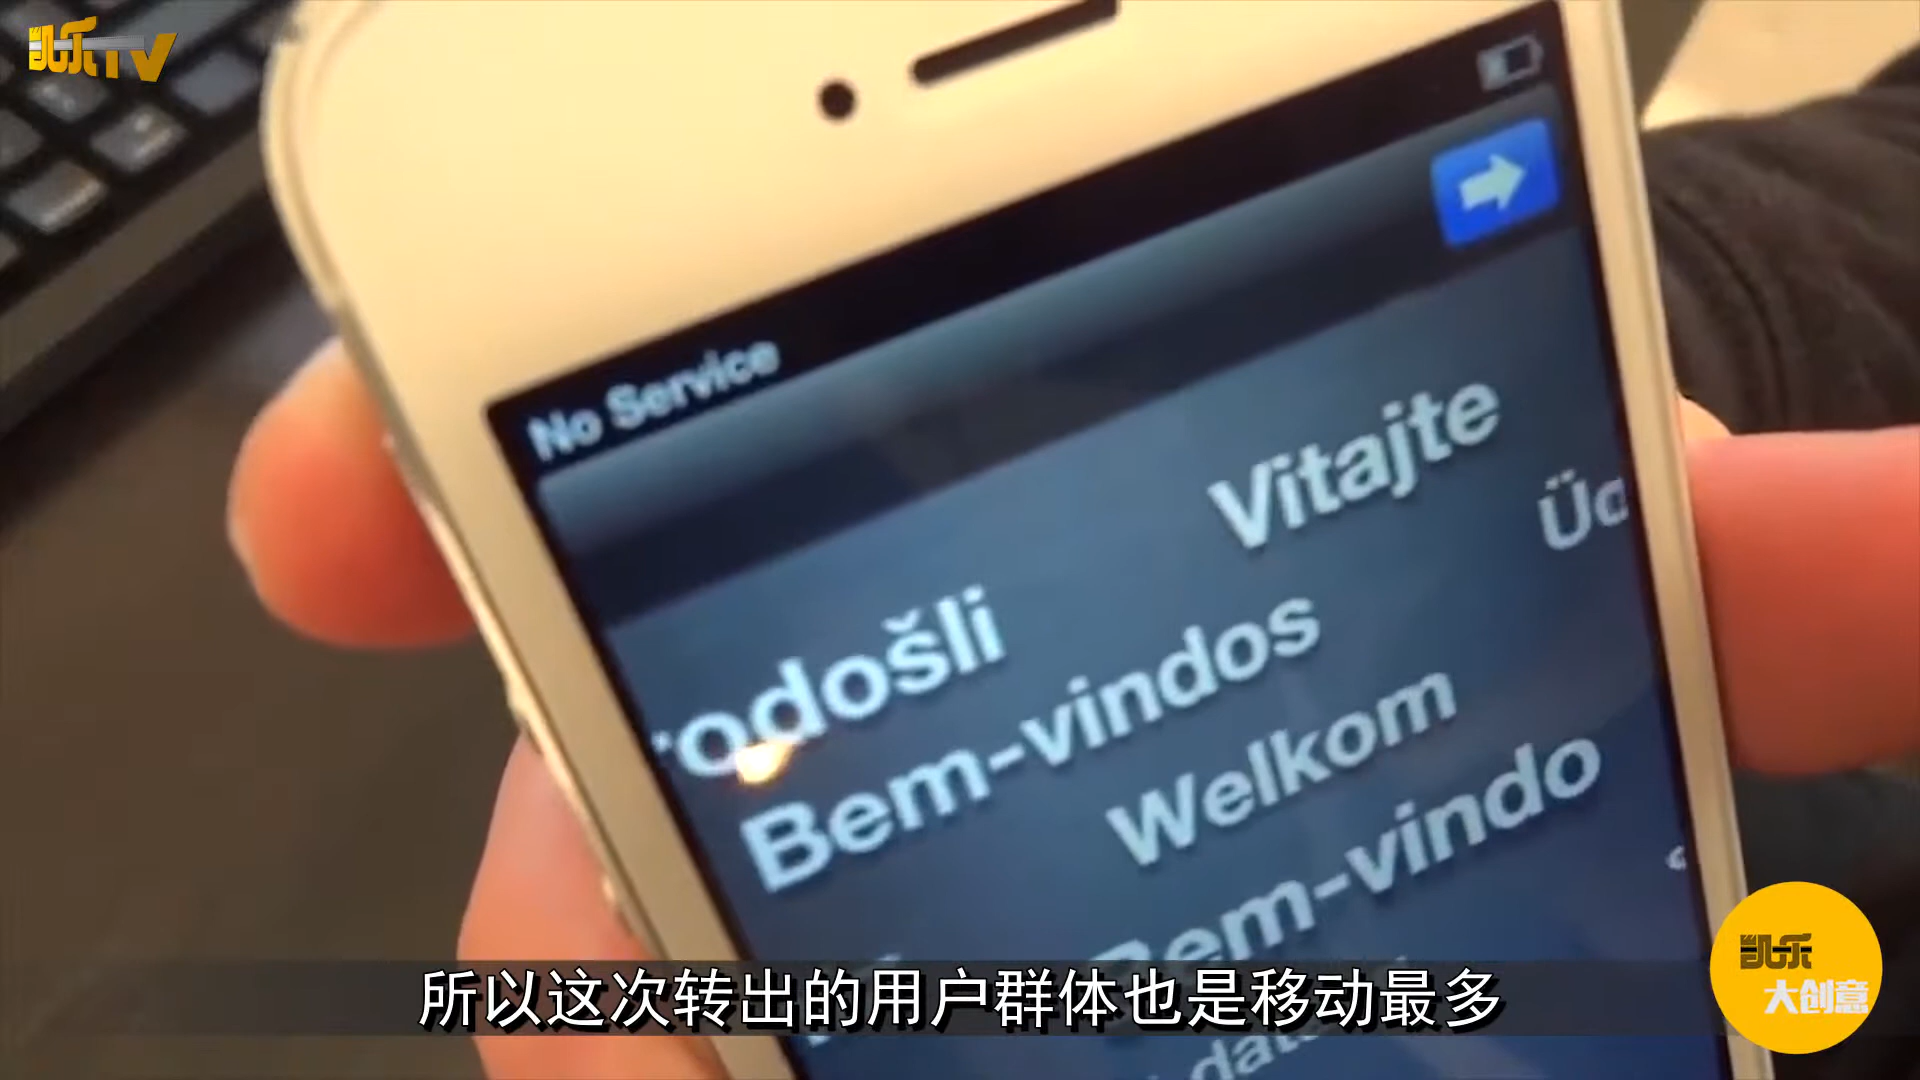 凯乐TV
No Service
Vitajte
odošli
Bem-vindos
Welkom
Bem-vindo
所以这次转出的用户群体也是移动最多
凯乐
大创意